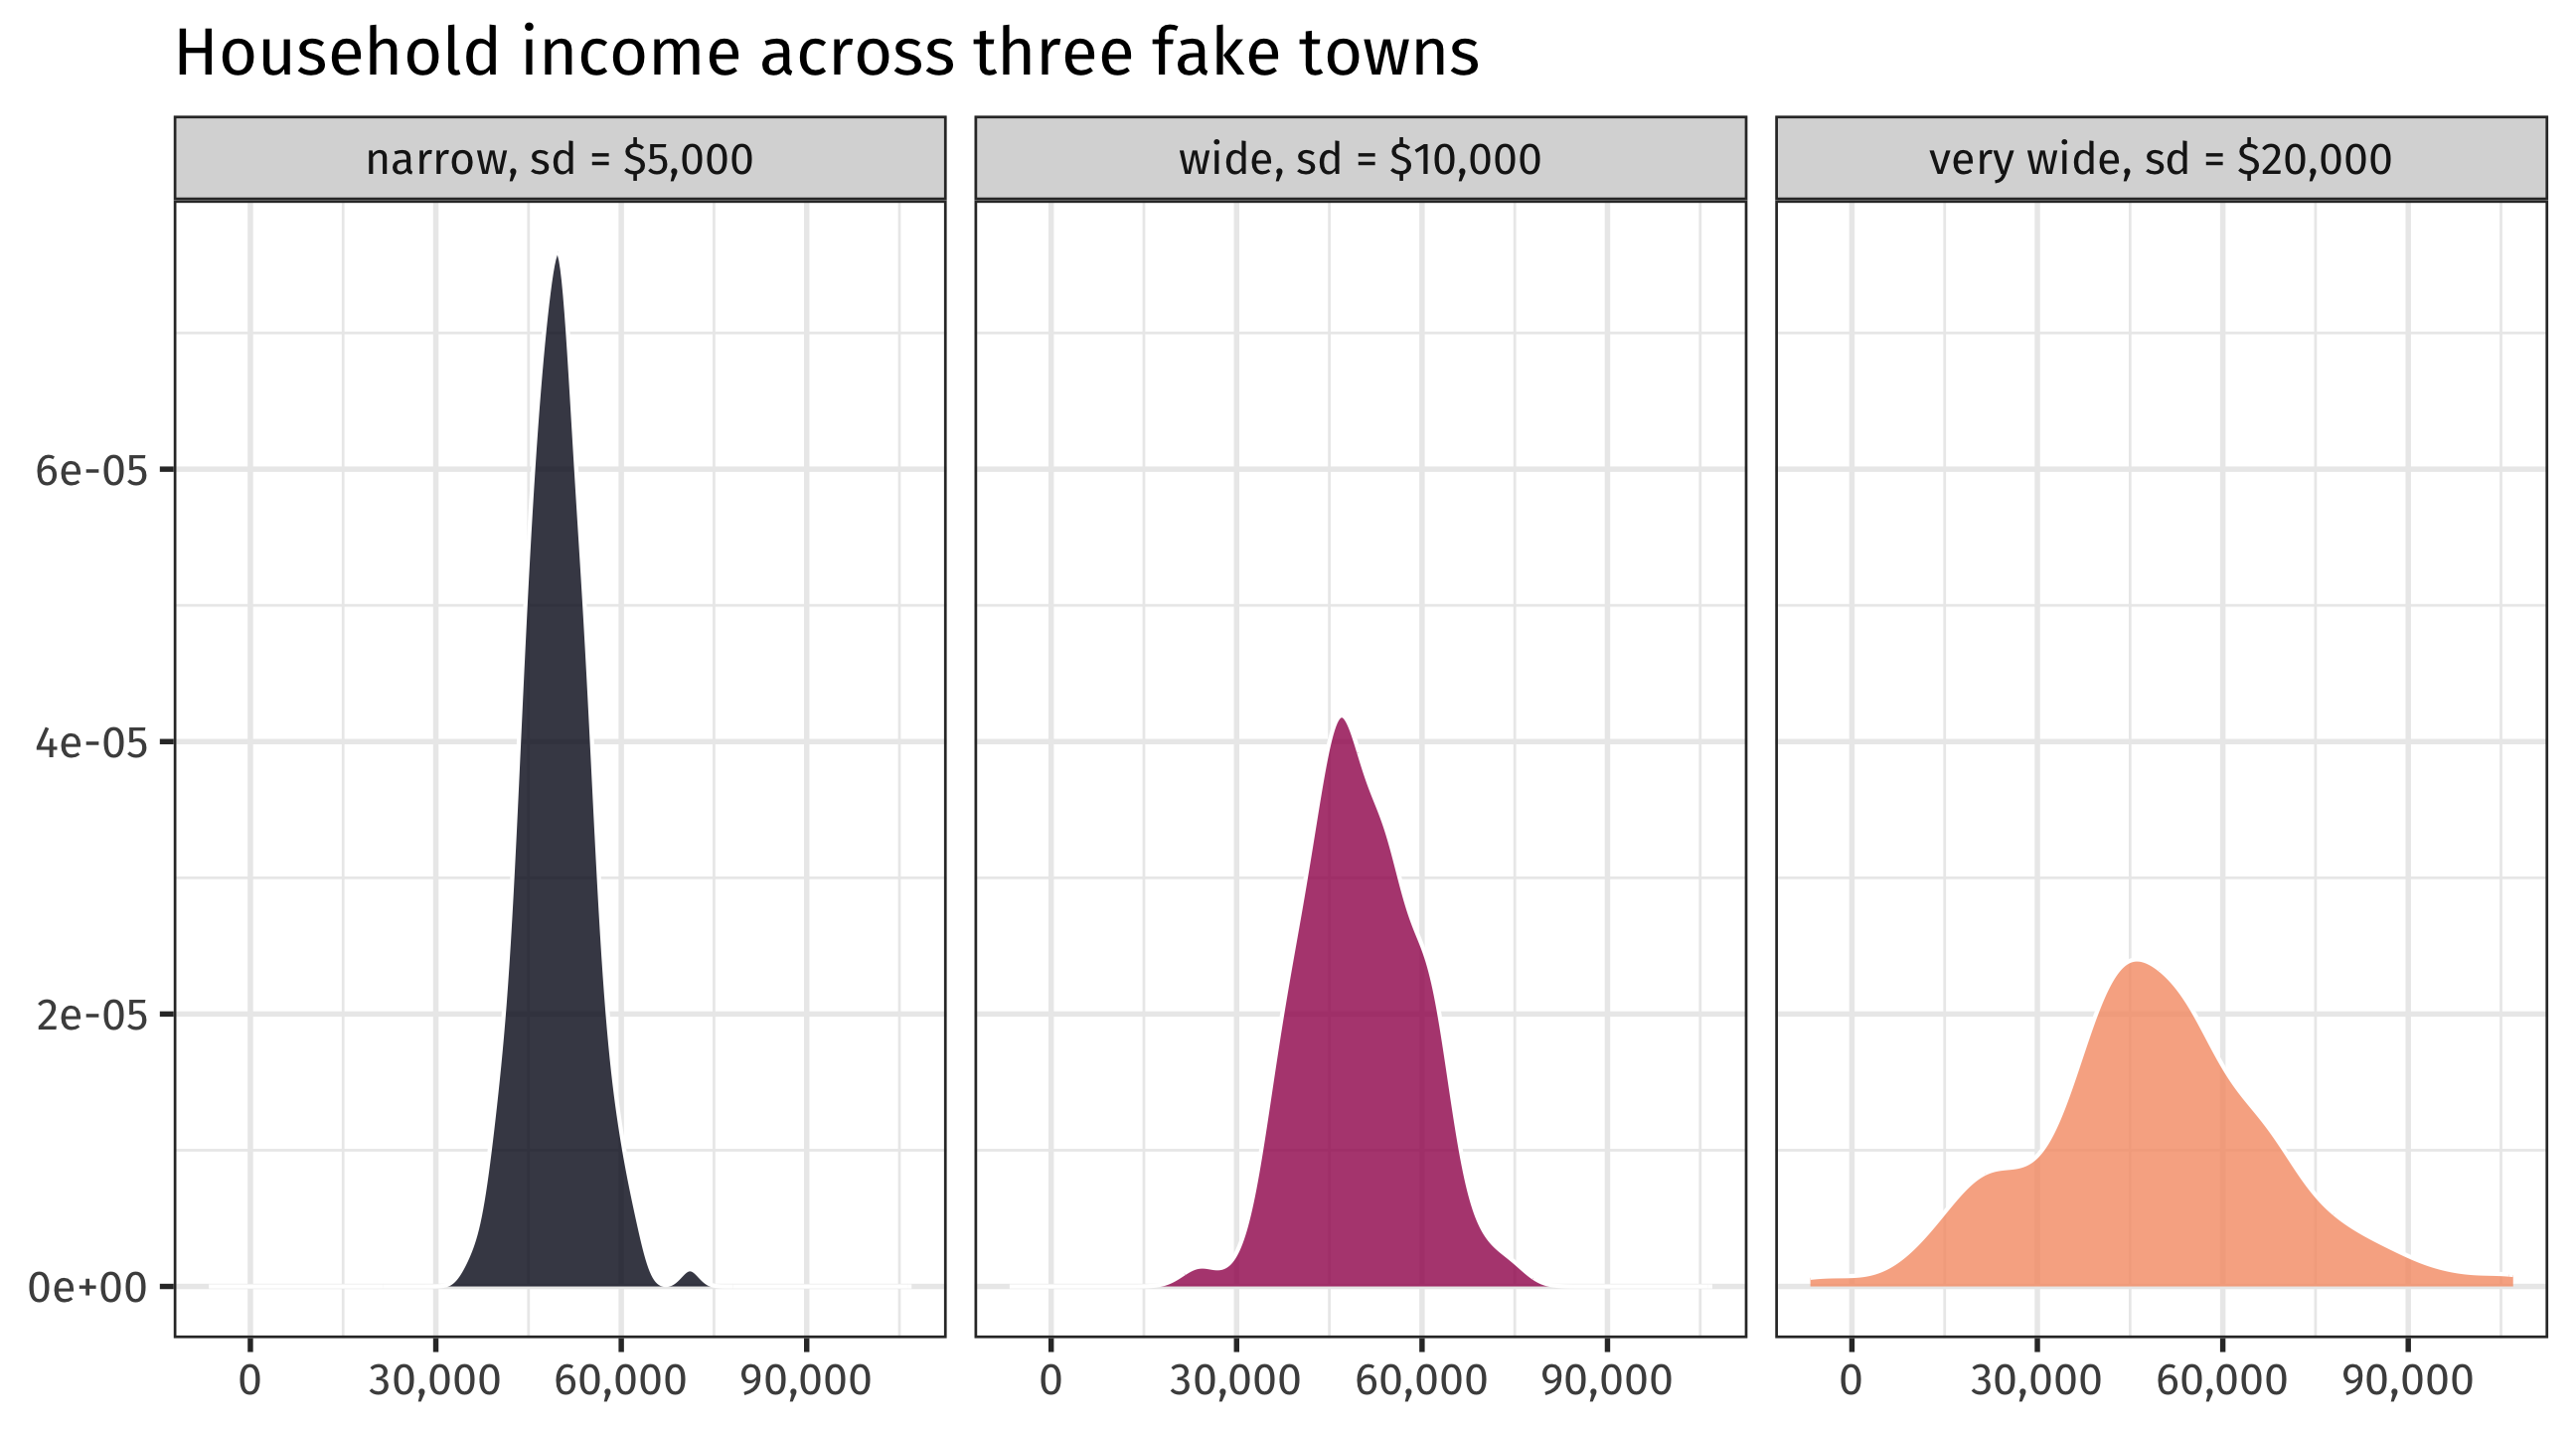 Household income across three fake towns
narrow, sd = $5,000
wide, sd = $10,000
very wide, sd = $20,000
6e-05
4e-05
2e-05
0e+00
0 30,000 60,000 90,000
0 30,000 60,000 90,000
0 30,000 60,000 90,000